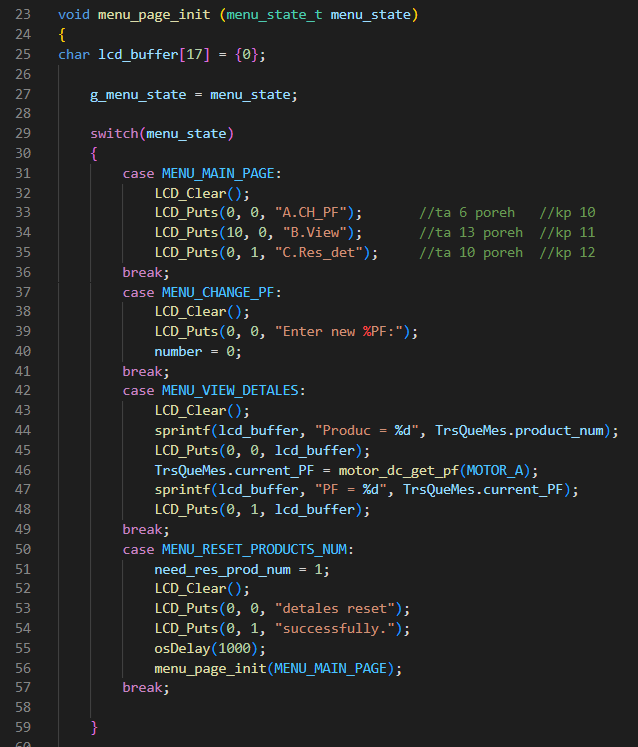 23 void menu_page_init (menu_state_t menu_state)
24 {
25 char lcd_buffer[17] = {0};
26
27     g_menu_state = menu_state;
28
29     switch(menu_state)
30     {
31         case MENU_MAIN_PAGE:
32             LCD_Clear();
33             LCD_Puts(0, 0, "A.CH_PF");       //ta 6 poreh   //kp 10
34             LCD_Puts(10, 0, "B.View");       //ta 13 poreh  //kp 11
35             LCD_Puts(0, 1, "C.Res_det");     //ta 10 poreh  //kp 12
36         break;
37         case MENU_CHANGE_PF:
38             LCD_Clear();
39             LCD_Puts(0, 0, "Enter new %PF:");
40             number = 0;
41         break;
42         case MENU_VIEW_DETALES:
43             LCD_Clear();
44             sprintf(lcd_buffer, "Produc = %d", TrsQueMes.product_num);
45             LCD_Puts(0, 0, lcd_buffer);
46             TrsQueMes.current_PF = motor_dc_get_pf(MOTOR_A);
47             sprintf(lcd_buffer, "PF = %d", TrsQueMes.current_PF);
48             LCD_Puts(0, 1, lcd_buffer);
49         break;
50         case MENU_RESET_PRODUCTS_NUM:
51             need_res_prod_num = 1;
52             LCD_Clear();
53             LCD_Puts(0, 0, "detales reset");
54             LCD_Puts(0, 1, "successfully.");
55             osDelay(1000);
56             menu_page_init(MENU_MAIN_PAGE);
57         break;
58
59     }
60